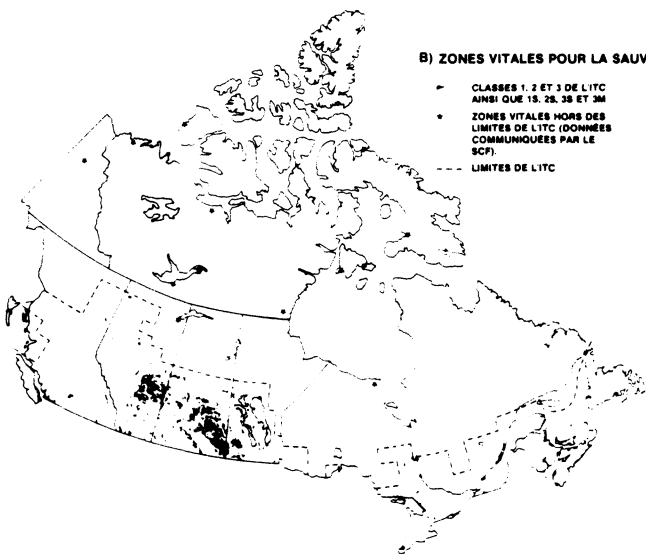 B) ZONES VITALES POUR LA SAUV
CLASSES 1, 2 ET 3 DE L'ITC
AINSI QUE 1S, 2S, 3S ET 3M
ZONES VITALES HORS DES
LIMITES DE L'ITC (DONNÉES
COMMUNIQUÉES PAR LE
SCF).
LIMITES DE L'ITC